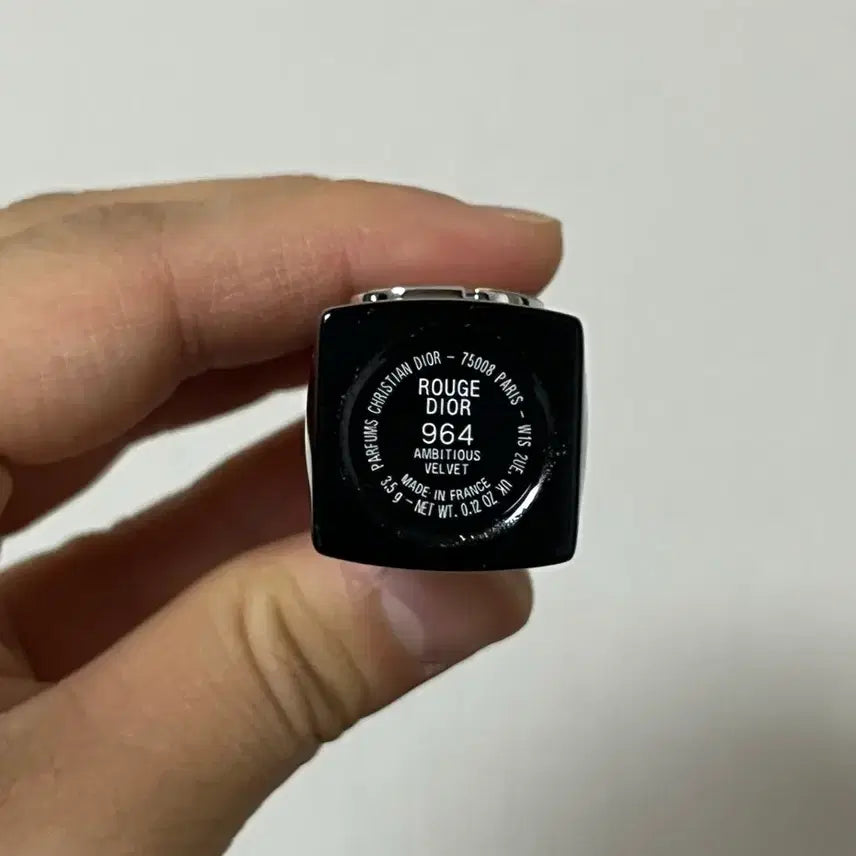 PARFUMS CHRISTIAN DIOR – 75008 PARIS – W1S 2UE, UK
ROUGE
DIOR
964
AMBITIOUS
VELVET
MADE IN FRANCE
3.5 g – NET WT. 0.12 OZ